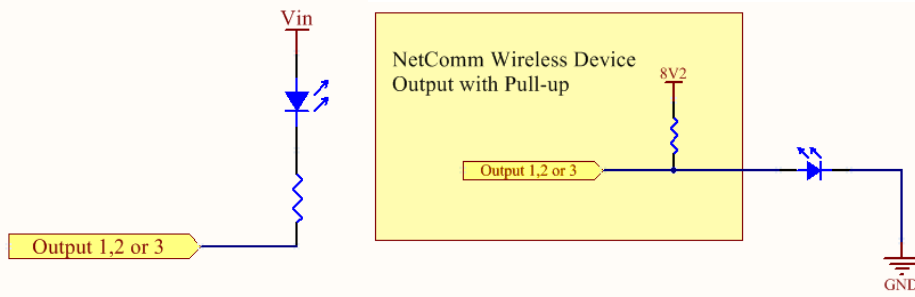 Vin
Output 1,2 or 3
NetComm Wireless Device
Output with Pull-up
8V2
Output 1,2 or 3
GND